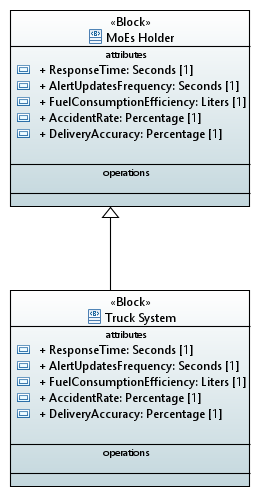 «Block»
MoEs Holder
attributes
+ ResponseTime: Seconds [1]
+ AlertUpdatesFrequency: Seconds [1]
+ FuelConsumptionEfficiency: Liters [1]
+ AccidentRate: Percentage [1]
+ DeliveryAccuracy: Percentage [1]
operations
«Block»
Truck System
attributes
+ ResponseTime: Seconds [1]
+ AlertUpdatesFrequency: Seconds [1]
+ FuelConsumptionEfficiency: Liters [1]
+ AccidentRate: Percentage [1]
+ DeliveryAccuracy: Percentage [1]
operations